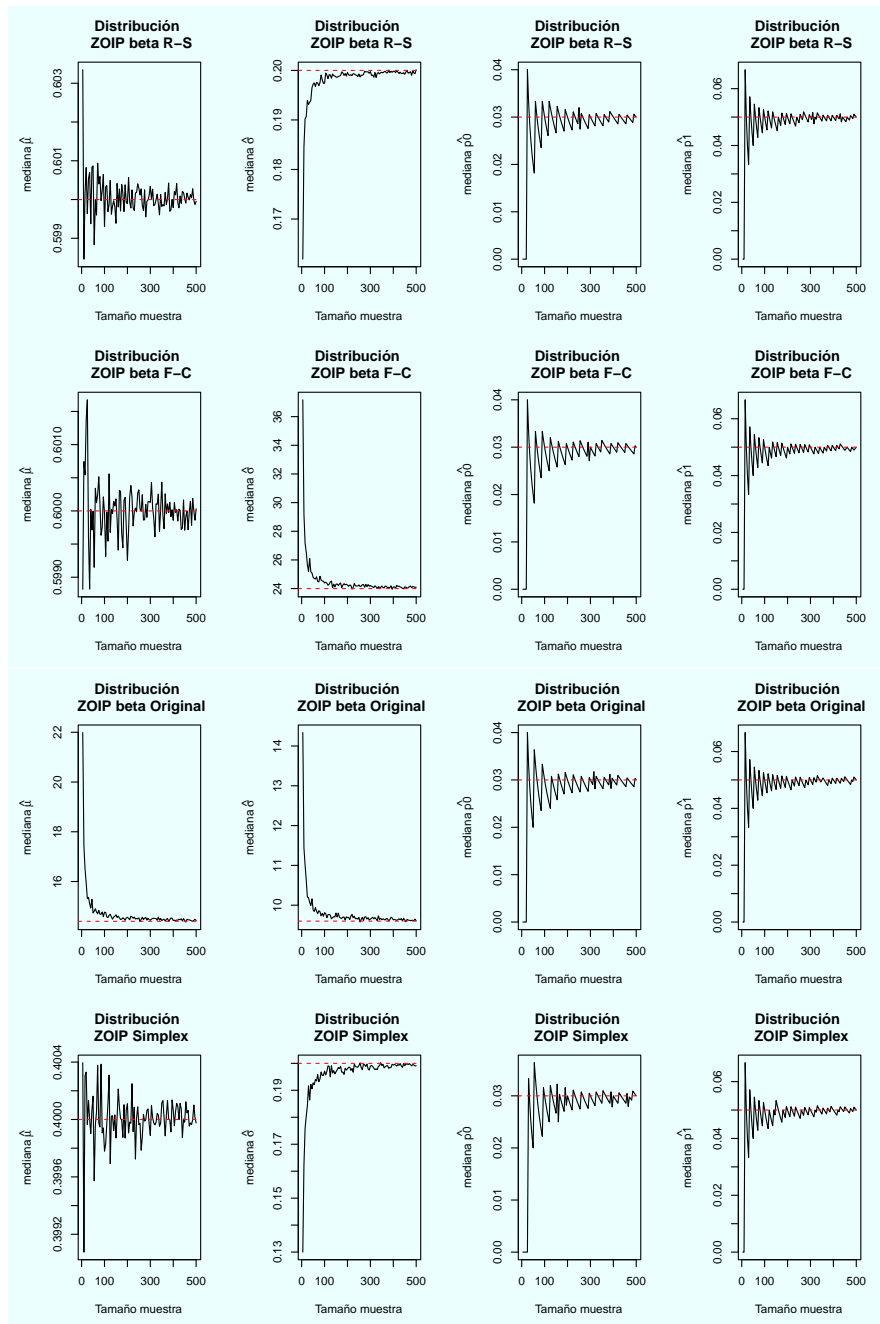 Distribución
ZOIP beta R−S
mediana μ̂
0.603
0.601
0.599
0 100 300 500
Tamaño muestra
Distribución
ZOIP beta R−S
mediana σ̂
0.20
0.19
0.18
0.17
0 100 300 500
Tamaño muestra
Distribución
ZOIP beta R−S
mediana p̂0
0.04
0.03
0.02
0.01
0.00
0 100 300 500
Tamaño muestra
Distribución
ZOIP beta R−S
mediana p̂1
0.06
0.04
0.02
0.00
0 100 300 500
Tamaño muestra
Distribución
ZOIP beta F−C
mediana μ̂
0.6010
0.6000
0.5990
0 100 300 500
Tamaño muestra
Distribución
ZOIP beta F−C
mediana σ̂
36
34
32
30
28
26
24
0 100 300 500
Tamaño muestra
Distribución
ZOIP beta F−C
mediana p̂0
0.04
0.03
0.02
0.01
0.00
0 100 300 500
Tamaño muestra
Distribución
ZOIP beta F−C
mediana p̂1
0.06
0.04
0.02
0.00
0 100 300 500
Tamaño muestra
Distribución
ZOIP beta Original
mediana μ̂
22
20
18
16
0 100 300 500
Tamaño muestra
Distribución
ZOIP beta Original
mediana σ̂
14
13
12
11
10
0 100 300 500
Tamaño muestra
Distribución
ZOIP beta Original
mediana p̂0
0.04
0.03
0.02
0.01
0.00
0 100 300 500
Tamaño muestra
Distribución
ZOIP beta Original
mediana p̂1
0.06
0.04
0.02
0.00
0 100 300 500
Tamaño muestra
Distribución
ZOIP Simplex
mediana μ̂
0.4004
0.4000
0.3996
0.3992
0 100 300 500
Tamaño muestra
Distribución
ZOIP Simplex
mediana σ̂
0.19
0.17
0.15
0.13
0 100 300 500
Tamaño muestra
Distribución
ZOIP Simplex
mediana p̂0
0.03
0.02
0.01
0.00
0 100 300 500
Tamaño muestra
Distribución
ZOIP Simplex
mediana p̂1
0.06
0.04
0.02
0.00
0 100 300 500
Tamaño muestra